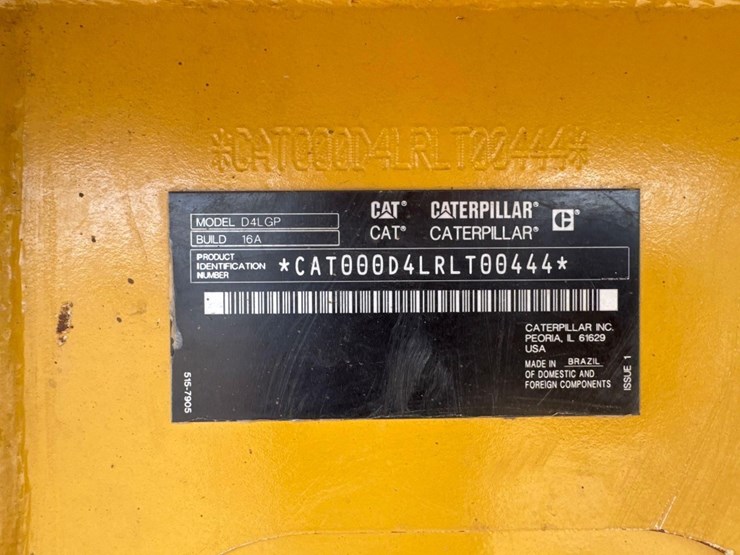 *CAT000D4LRLT00444*
CAT® CATERPILLAR® C®
CAT® CATERPILLAR®
MODEL D4LGP
BUILD 16A
PRODUCT
IDENTIFICATION
NUMBER
*CAT000D4LRLT00444*
CATERPILLAR INC.
PEORIA, IL 61629
USA
MADE IN BRAZIL
OF DOMESTIC AND
FOREIGN COMPONENTS
ISSUE 1
515-7905